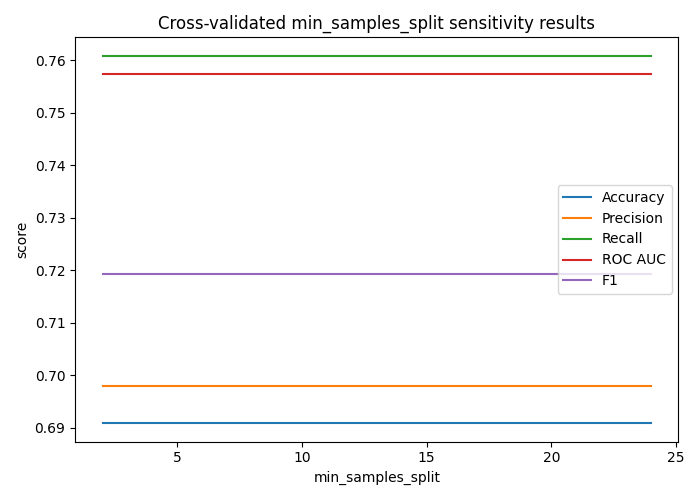 Cross-validated min_samples_split sensitivity results
0.76
0.75
0.74
0.73
0.72
0.71
0.70
0.69
score
Accuracy
Precision
Recall
ROC AUC
F1
5
10
15
20
25
min_samples_split